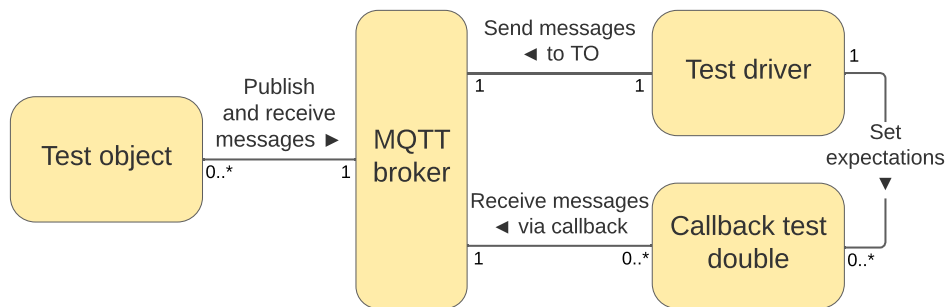 Test object
Publish
and receive
messages ►
0..*
1
MQTT
broker
Send messages
◄ to TO
1
1
Test driver
1
Set
expectations
▼
Receive messages
◄ via callback
1
0..*
Callback test
double
0..*